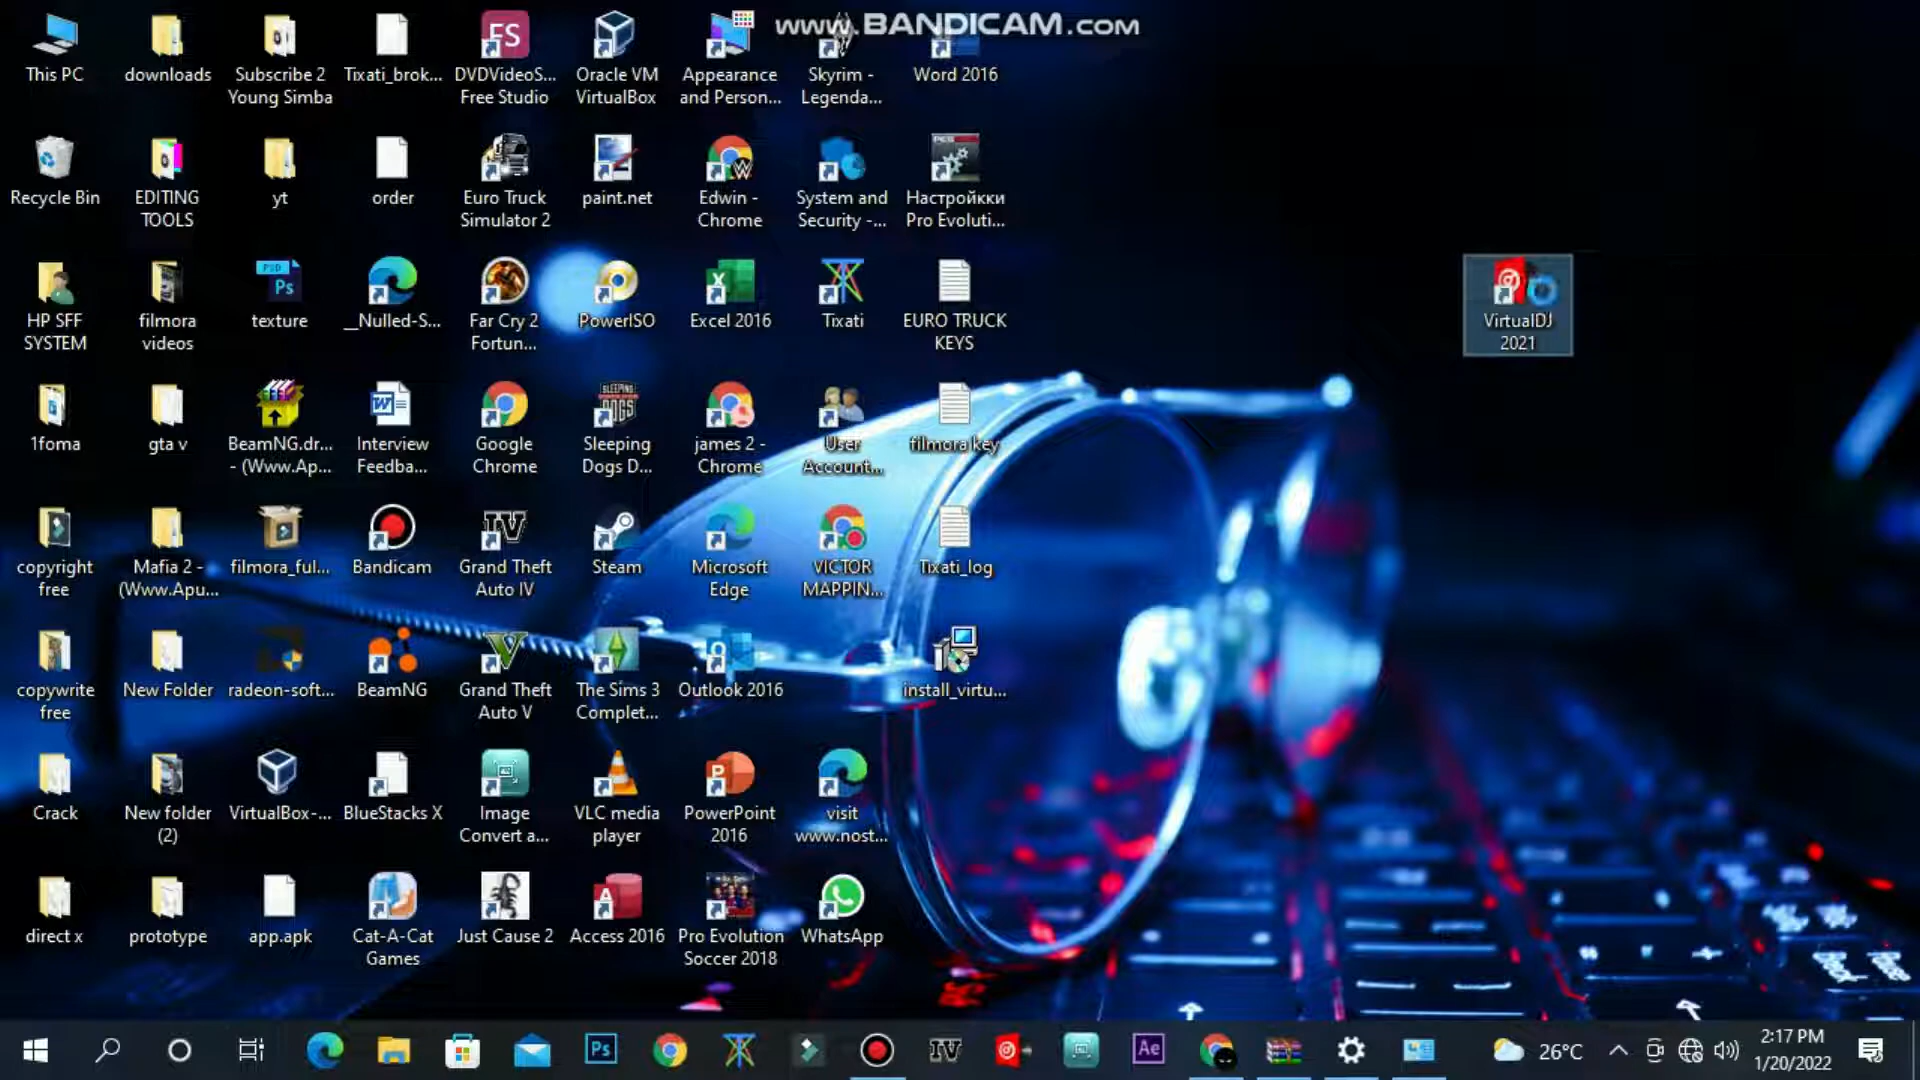 www.BANDICAM.com
This PC
downloads
Subscribe 2
Young Simba
Tixati_brok...
DVDVideoS...
Free Studio
Oracle VM
VirtualBox
Appearance
and Person...
Skyrim -
Legenda...
Word 2016
Recycle Bin
EDITING
TOOLS
yt
order
Euro Truck
Simulator 2
paint.net
Edwin -
Chrome
System and
Security -...
Настройкки
Pro Evoluti...
HP SFF
SYSTEM
filmora
videos
texture
__Nulled-S...
Far Cry 2
Fortun...
PowerISO
Excel 2016
Tixati
EURO TRUCK
KEYS
VirtualDJ
2021
1foma
gta v
BeamNG.dr...
- (Www.Ap...
Interview
Feedba...
Google
Chrome
Sleeping
Dogs D...
james 2 -
Chrome
User
Account...
filmora key
copyright
free
Mafia 2 -
(Www.Apu...
filmora_ful...
Bandicam
Grand Theft
Auto IV
Steam
Microsoft
Edge
VICTOR
MAPPIN...
Tixati_log
copywrite
free
New Folder
radeon-soft...
BeamNG
Grand Theft
Auto V
The Sims 3
Complet...
Outlook 2016
install_virtu...
Crack
New folder
(2)
VirtualBox-...
BlueStacks X
Image
Convert a...
VLC media
player
PowerPoint
2016
visit
www.nost...
direct x
prototype
app.apk
Cat-A-Cat
Games
Just Cause 2
Access 2016
Pro Evolution
Soccer 2018
WhatsApp
26°C
2:17 PM
1/20/2022